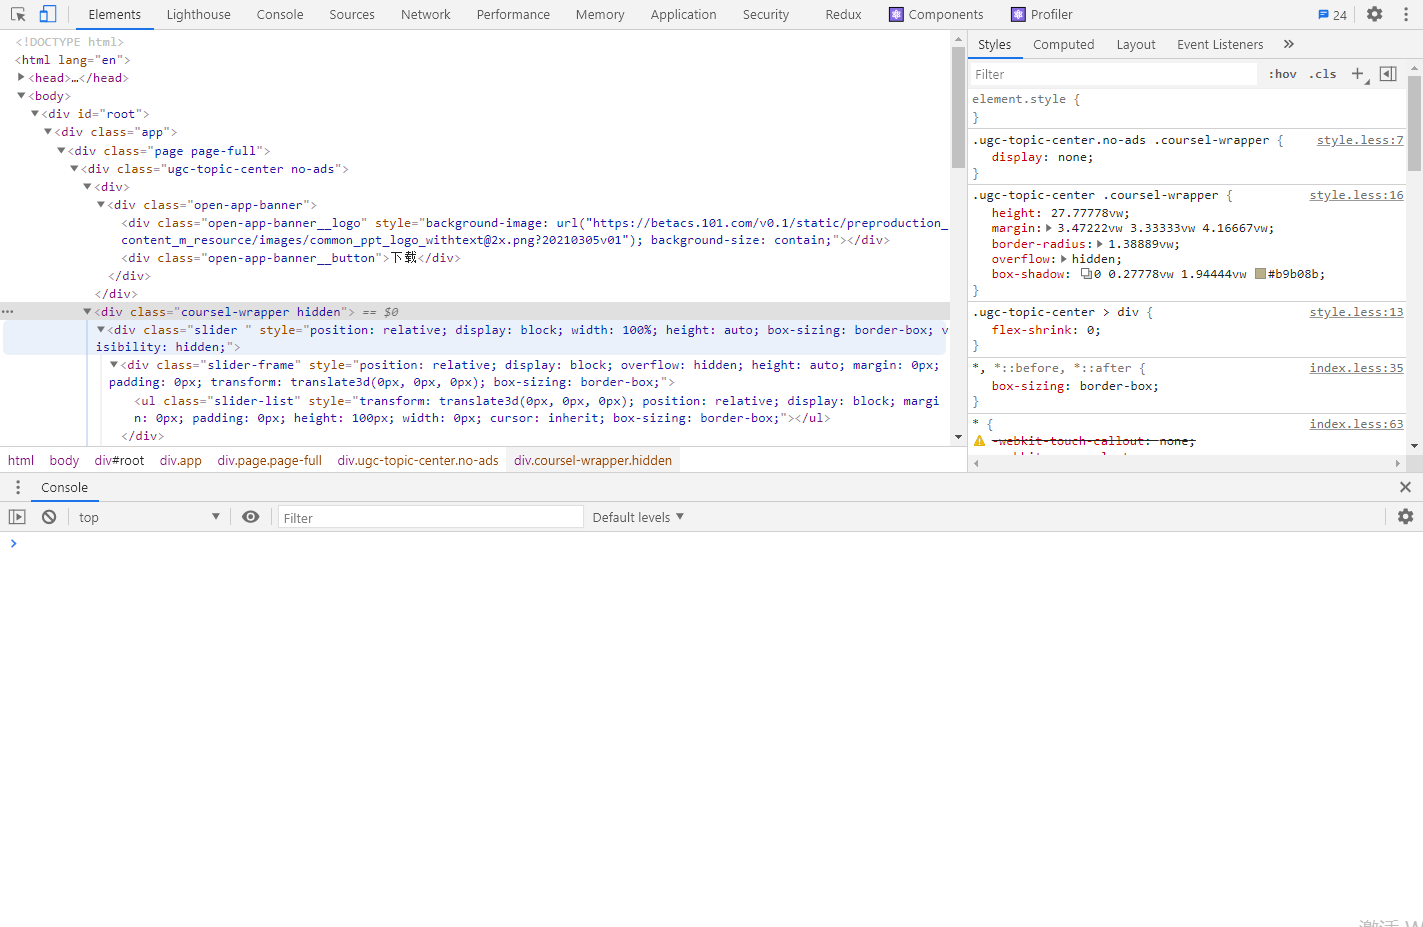 Elements Lighthouse Console Sources Network Performance Memory Application Security Redux Components Profiler 24
<!DOCTYPE html>
<html lang="en">
<head>…</head>
<body>
<div id="root">
<div class="app">
<div class="page page-full">
<div class="ugc-topic-center no-ads">
<div>
<div class="open-app-banner">
<div class="open-app-banner__logo" style="background-image: url("https://betacs.101.com/v0.1/static/preproduction_
content_m_resource/images/common_ppt_logo_withtext@2x.png?20210305v01"); background-size: contain;"></div>
<div class="open-app-banner__button">下载</div>
</div>
</div>
<div class="coursel-wrapper hidden"> == $0
<div class="slider " style="position: relative; display: block; width: 100%; height: auto; box-sizing: border-box; v
isibility: hidden;">
<div class="slider-frame" style="position: relative; display: block; overflow: hidden; height: auto; margin: 0px;
padding: 0px; transform: translate3d(0px, 0px, 0px); box-sizing: border-box;">
<ul class="slider-list" style="transform: translate3d(0px, 0px, 0px); position: relative; display: block; margi
n: 0px; padding: 0px; height: 100px; width: 0px; cursor: inherit; box-sizing: border-box;"></ul>
</div>
html body div#root div.app div.page.page-full div.ugc-topic-center.no-ads div.coursel-wrapper.hidden
Styles Computed Layout Event Listeners »
Filter :hov .cls +
element.style {
}
.ugc-topic-center.no-ads .coursel-wrapper { style.less:7
display: none;
}
.ugc-topic-center .coursel-wrapper { style.less:16
height: 27.77778vw;
margin: 3.47222vw 3.33333vw 4.16667vw;
border-radius: 1.38889vw;
overflow: hidden;
box-shadow: 0 0.27778vw 1.94444vw #b9b08b;
}
.ugc-topic-center > div { style.less:13
flex-shrink: 0;
}
*, *::before, *::after { index.less:35
box-sizing: border-box;
}
* { index.less:63
-webkit-touch-callout: none;
Console
top Filter Default levels
>
激活 W